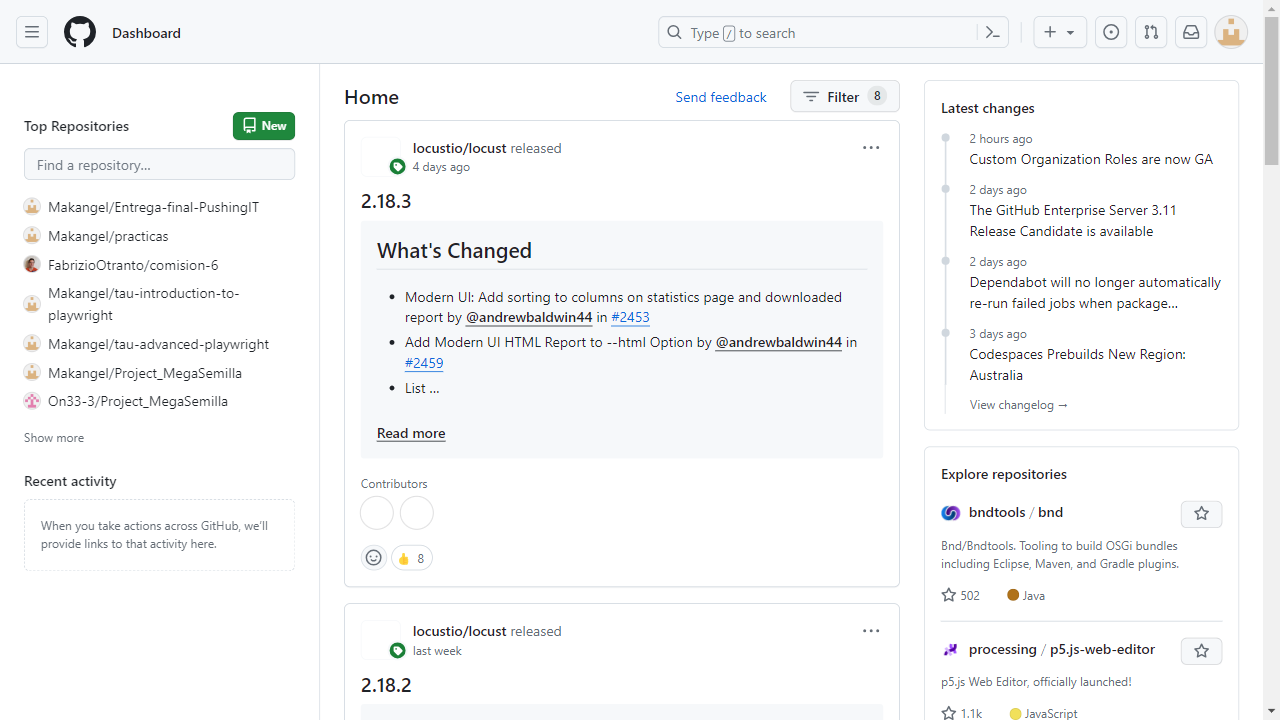 Dashboard
Type / to search
Top Repositories
New
Find a repository...
Makangel/Entrega-final-PushingIT
Makangel/practicas
FabrizioOtranto/comision-6
Makangel/tau-introduction-to-
playwright
Makangel/tau-advanced-playwright
Makangel/Project_MegaSemilla
On33-3/Project_MegaSemilla
Show more
Recent activity
When you take actions across GitHub, we'll
provide links to that activity here.
Home
Send feedback
Filter 8
locustio/locust released
4 days ago
2.18.3
What's Changed
Modern UI: Add sorting to columns on statistics page and downloaded
report by @andrewbaldwin44 in #2453
Add Modern UI HTML Report to --html Option by @andrewbaldwin44 in
#2459
List ...
Read more
Contributors
👍 8
locustio/locust released
last week
2.18.2
Latest changes
2 hours ago
Custom Organization Roles are now GA
2 days ago
The GitHub Enterprise Server 3.11
Release Candidate is available
2 days ago
Dependabot will no longer automatically
re-run failed jobs when package...
3 days ago
Codespaces Prebuilds New Region:
Australia
View changelog →
Explore repositories
bndtools / bnd
Bnd/Bndtools. Tooling to build OSGi bundles
including Eclipse, Maven, and Gradle plugins.
502 Java
processing / p5.js-web-editor
p5.js Web Editor, officially launched!
1.1k JavaScript